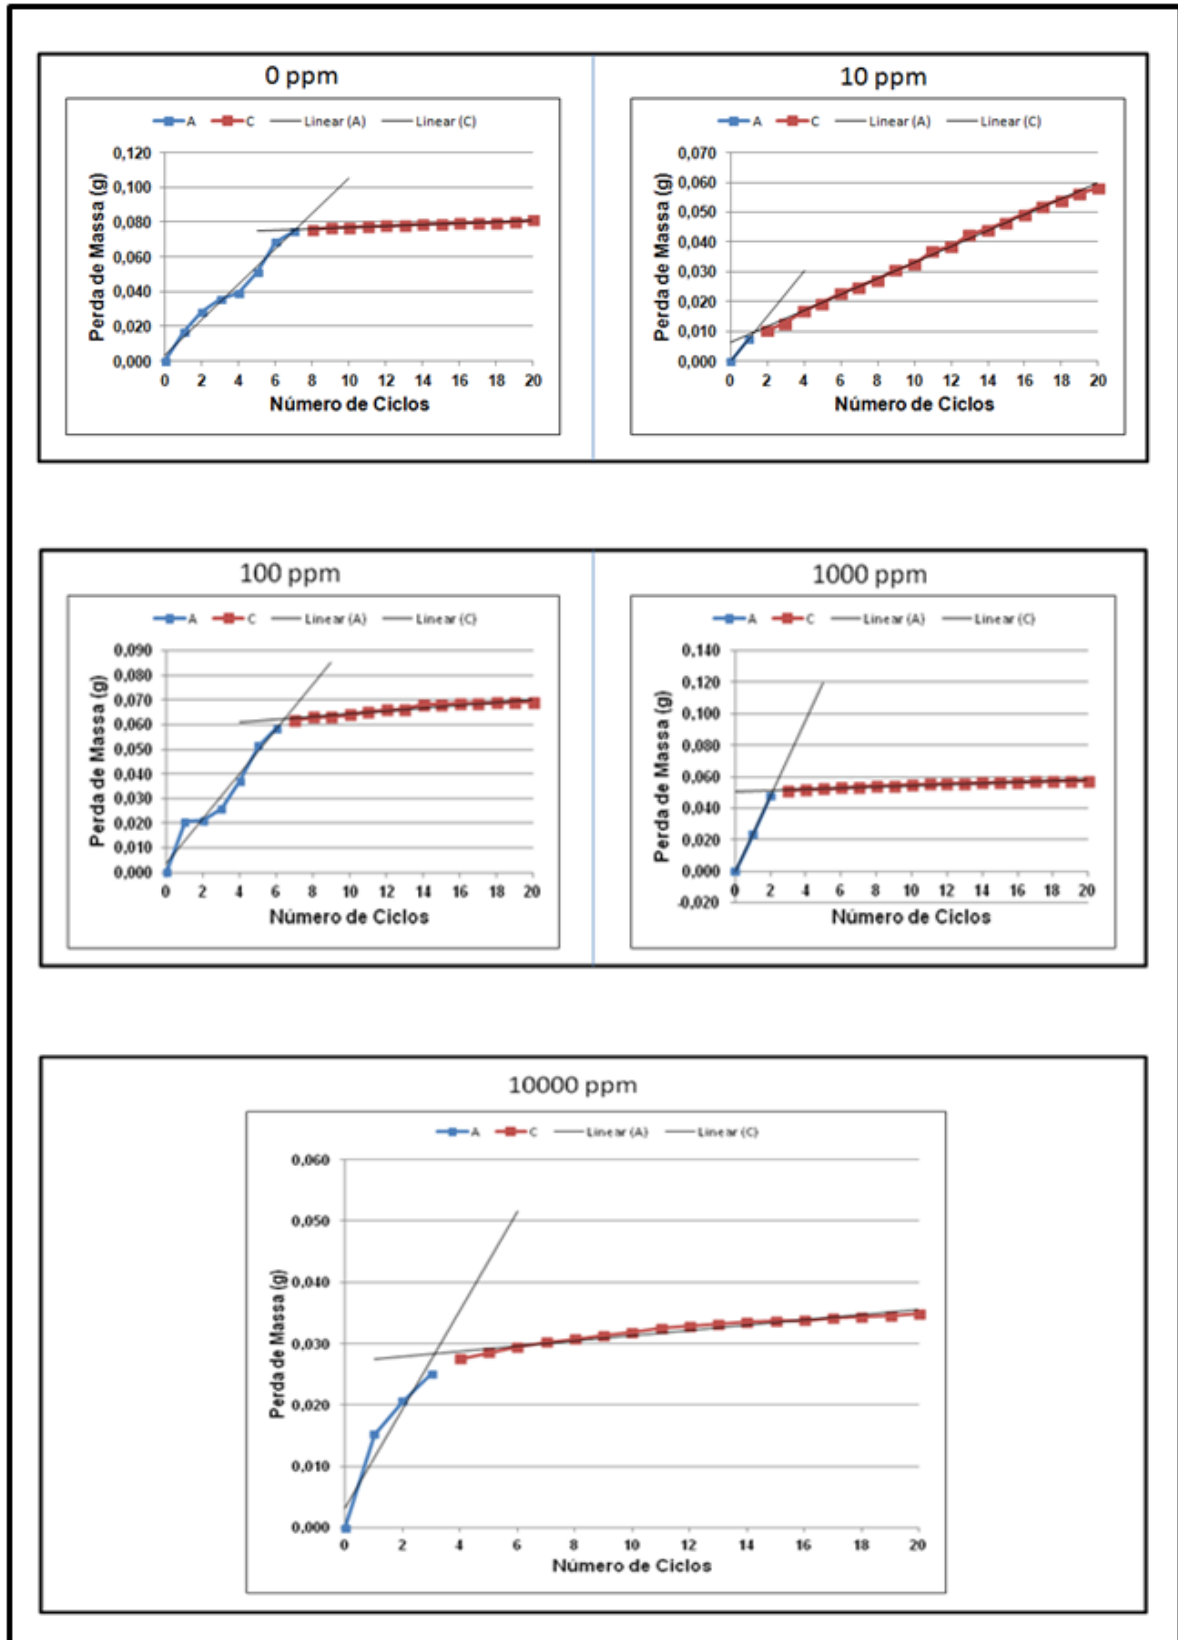 0 ppm
A C Linear (A) Linear (C)
Perda de Massa (g)
0,120
0,100
0,080
0,060
0,040
0,020
0,000
0 2 4 6 8 10 12 14 16 18 20
Número de Ciclos
10 ppm
A C Linear (A) Linear (C)
Perda de Massa (g)
0,070
0,060
0,050
0,040
0,030
0,020
0,010
0,000
0 2 4 6 8 10 12 14 16 18 20
Número de Ciclos
100 ppm
A C Linear (A) Linear (C)
Perda de Massa (g)
0,090
0,080
0,070
0,060
0,050
0,040
0,030
0,020
0,010
0,000
0 2 4 6 8 10 12 14 16 18 20
Número de Ciclos
1000 ppm
A C Linear (A) Linear (C)
Perda de Massa (g)
0,140
0,120
0,100
0,080
0,060
0,040
0,020
0,000
-0,020
0 2 4 6 8 10 12 14 16 18 20
Número de Ciclos
10000 ppm
A C Linear (A) Linear (C)
Perda de Massa (g)
0,060
0,050
0,040
0,030
0,020
0,010
0,000
0 2 4 6 8 10 12 14 16 18 20
Número de Ciclos